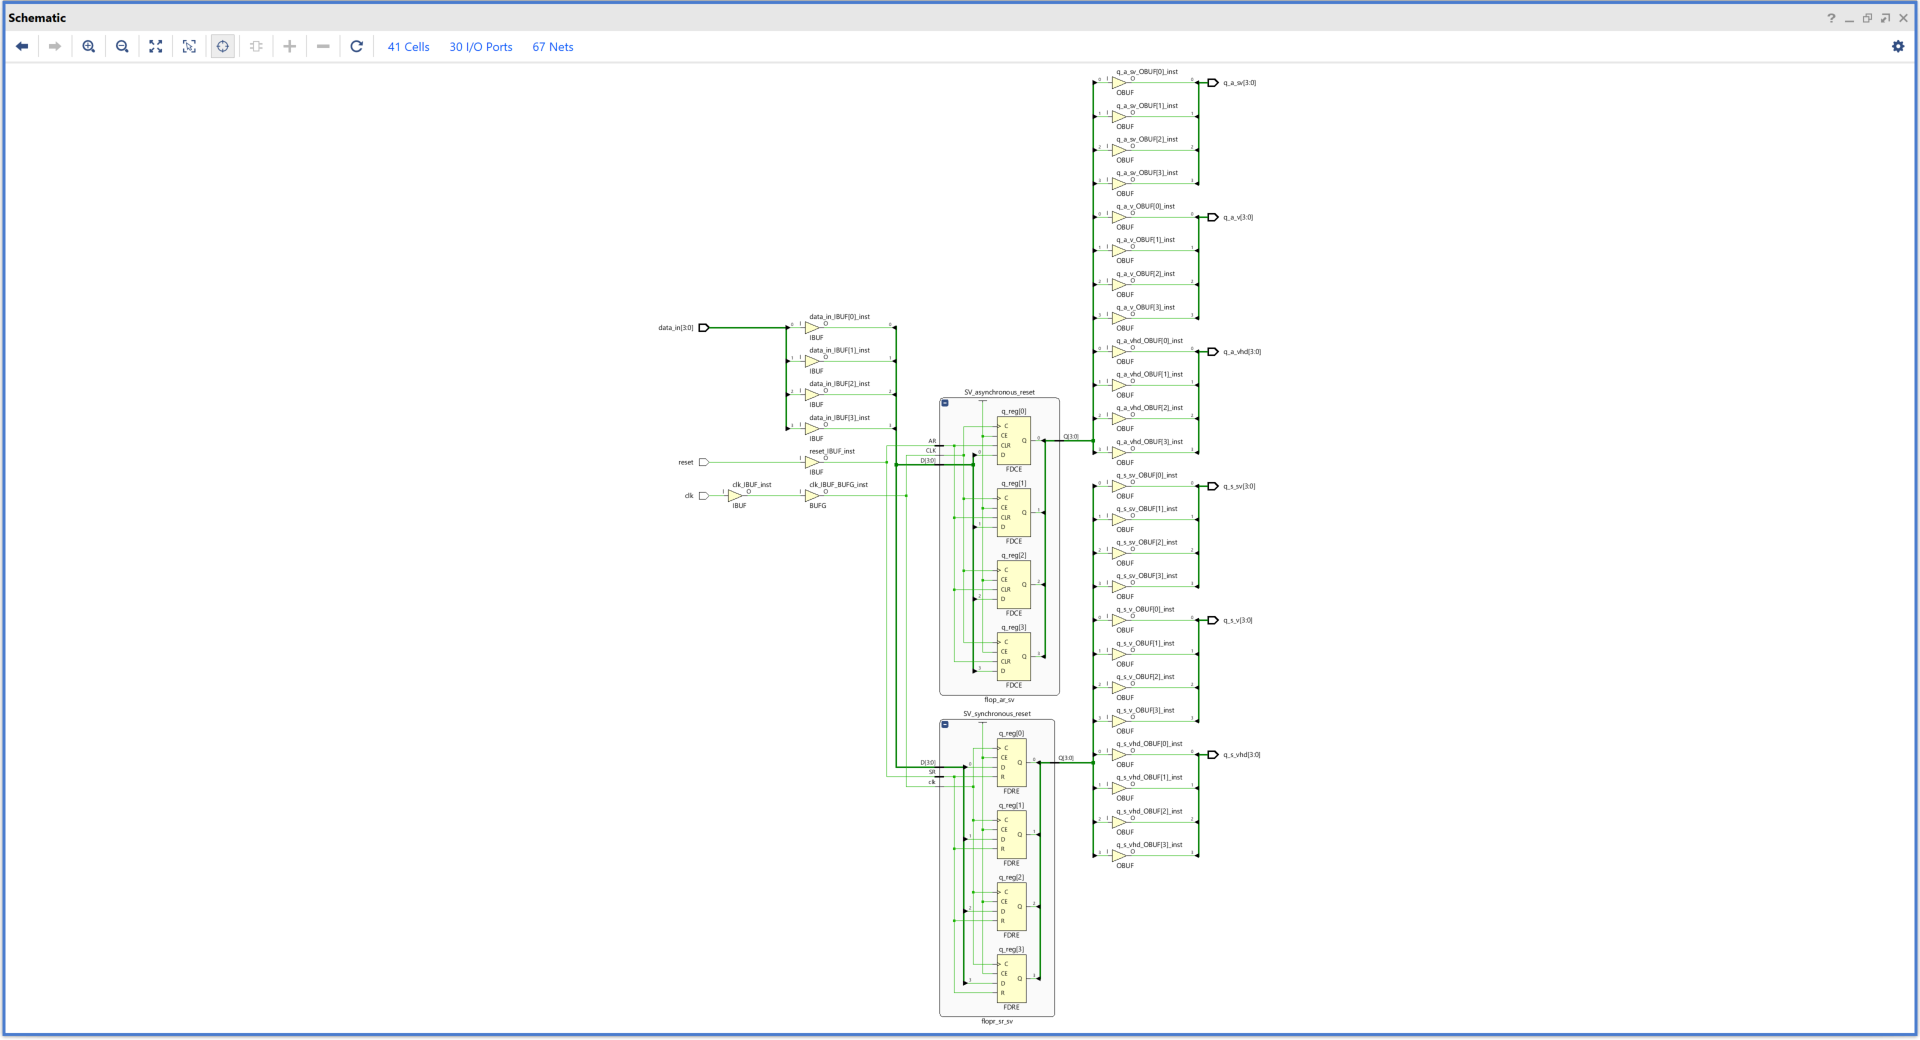 Schematic
41 Cells 30 I/O Ports 67 Nets
q_a_sv_OBUF[0]_inst
I O
OBUF
q_a_sv[3:0]
q_a_sv_OBUF[1]_inst
I O
OBUF
q_a_sv_OBUF[2]_inst
I O
OBUF
q_a_sv_OBUF[3]_inst
I O
OBUF
q_a_v_OBUF[0]_inst
I O
OBUF
q_a_v[3:0]
q_a_v_OBUF[1]_inst
I O
OBUF
q_a_v_OBUF[2]_inst
I O
OBUF
q_a_v_OBUF[3]_inst
I O
OBUF
q_a_vhd_OBUF[0]_inst
I O
OBUF
q_a_vhd[3:0]
q_a_vhd_OBUF[1]_inst
I O
OBUF
q_a_vhd_OBUF[2]_inst
I O
OBUF
q_a_vhd_OBUF[3]_inst
I O
OBUF
q_s_sv_OBUF[0]_inst
I O
OBUF
q_s_sv[3:0]
q_s_sv_OBUF[1]_inst
I O
OBUF
q_s_sv_OBUF[2]_inst
I O
OBUF
q_s_sv_OBUF[3]_inst
I O
OBUF
q_s_v_OBUF[0]_inst
I O
OBUF
q_s_v[3:0]
q_s_v_OBUF[1]_inst
I O
OBUF
q_s_v_OBUF[2]_inst
I O
OBUF
q_s_v_OBUF[3]_inst
I O
OBUF
q_s_vhd_OBUF[0]_inst
I O
OBUF
q_s_vhd[3:0]
q_s_vhd_OBUF[1]_inst
I O
OBUF
q_s_vhd_OBUF[2]_inst
I O
OBUF
q_s_vhd_OBUF[3]_inst
I O
OBUF
data_in[3:0]
data_in_IBUF[0]_inst
I O
IBUF
data_in_IBUF[1]_inst
I O
IBUF
data_in_IBUF[2]_inst
I O
IBUF
data_in_IBUF[3]_inst
I O
IBUF
reset
reset_IBUF_inst
I O
IBUF
clk
clk_IBUF_inst
I O
IBUF
clk_IBUF_BUFG_inst
I O
BUFG
SV_asynchronous_reset
AR
CLK
D[3:0]
Q[3:0]
q_reg[0]
C
CE
CLR
D
Q
FDCE
q_reg[1]
C
CE
CLR
D
Q
FDCE
q_reg[2]
C
CE
CLR
D
Q
FDCE
q_reg[3]
C
CE
CLR
D
Q
FDCE
flop_ar_sv
SV_synchronous_reset
D[3:0]
SR
clk
Q[3:0]
q_reg[0]
C
CE
D
R
Q
FDRE
q_reg[1]
C
CE
D
R
Q
FDRE
q_reg[2]
C
CE
D
R
Q
FDRE
q_reg[3]
C
CE
D
R
Q
FDRE
flopr_sr_sv